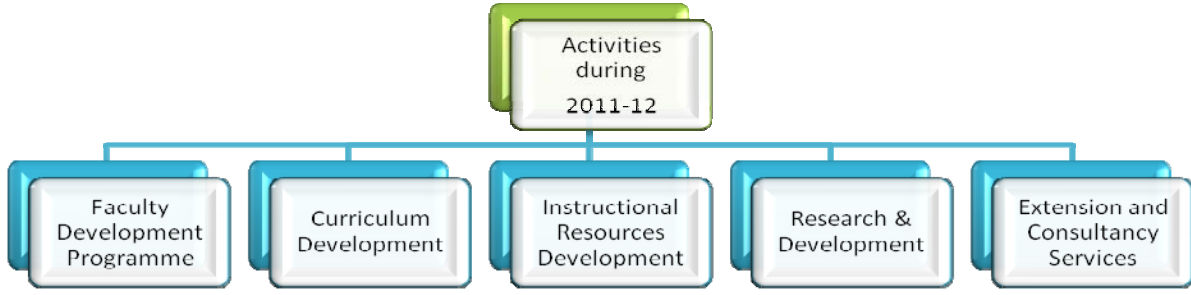 Activities
during
2011-12
Faculty
Development
Programme
Curriculum
Development
Instructional
Resources
Development
Research &
Development
Extension and
Consultancy
Services